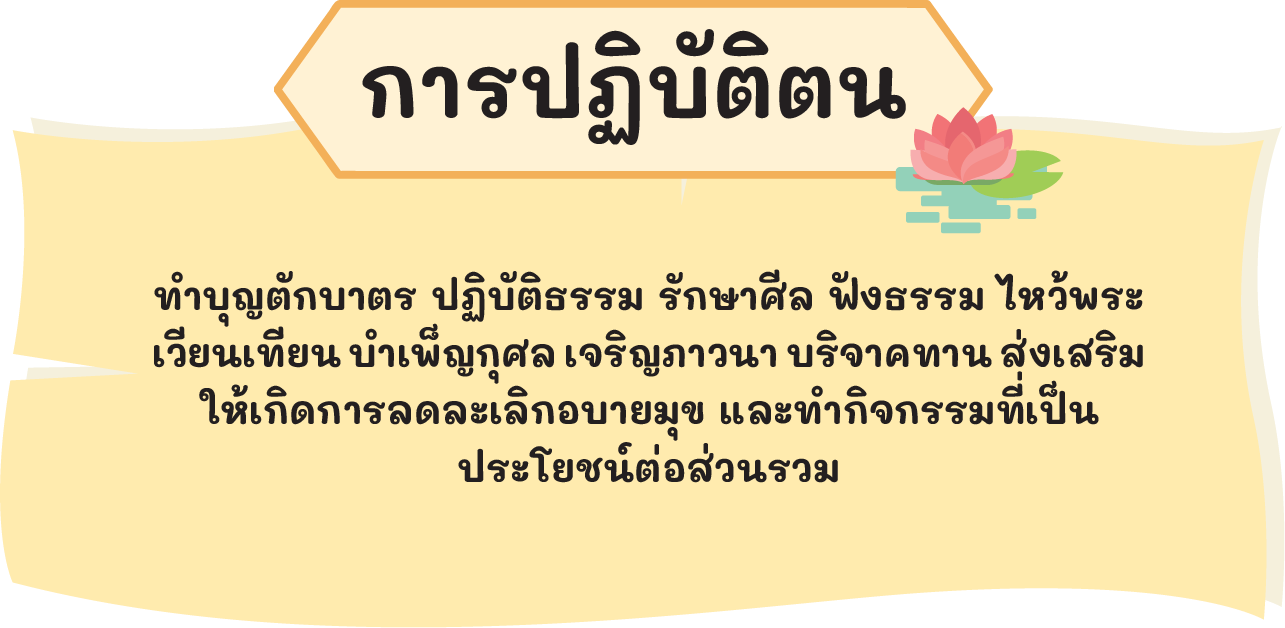 การปฏิบัติตน
ทำบุญตักบาตร ปฏิบัติธรรม รักษาศีล ฟังธรรม ไหว้พระ
เวียนเทียน บำเพ็ญกุศล เจริญภาวนา บริจาคทาน ส่งเสริม
ให้เกิดการลดละเลิกอบายมุข และทำกิจกรรมที่เป็น
ประโยชน์ต่อส่วนรวม